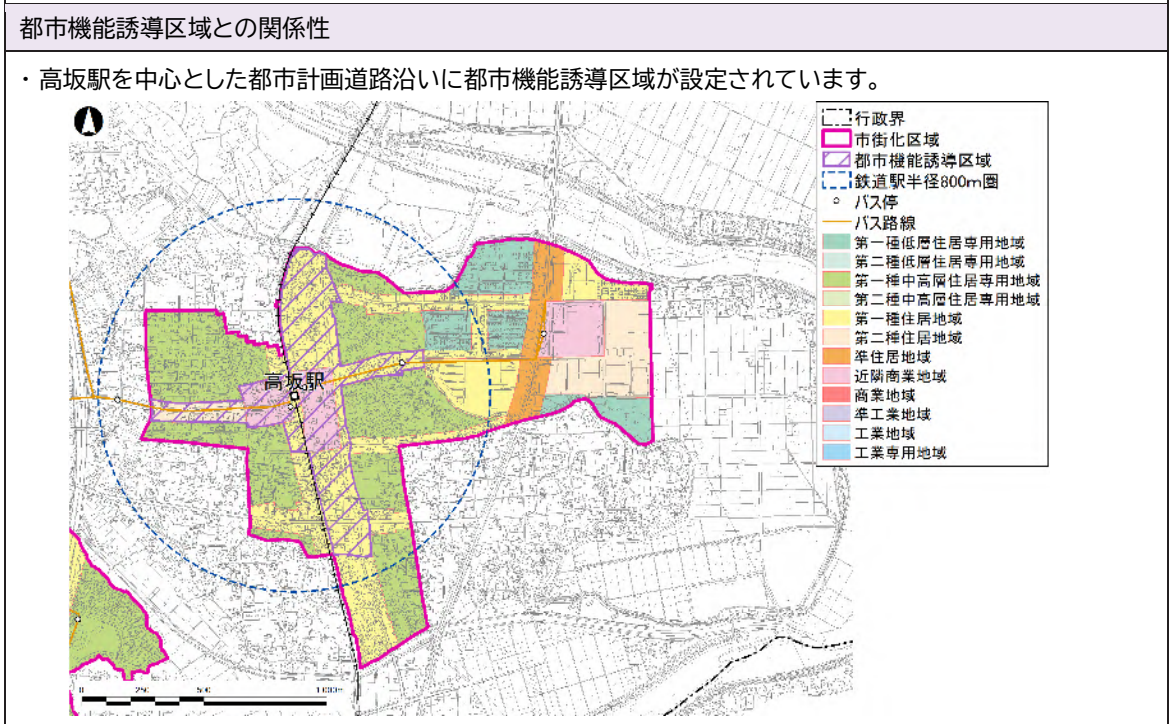 都市機能誘導区域との関係性
・高坂駅を中心とした都市計画道路沿いに都市機能誘導区域が設定されています。
行政界
市街化区域
都市機能誘導区域
鉄道駅半径800m圏
バス停
バス路線
第一種低層住居専用地域
第二種低層住居専用地域
第一種中高層住居専用地域
第二種中高層住居専用地域
第一種住居地域
第二種住居地域
準住居地域
近隣商業地域
商業地域
準工業地域
工業地域
工業専用地域
高坂駅
0 250 500 1,000m